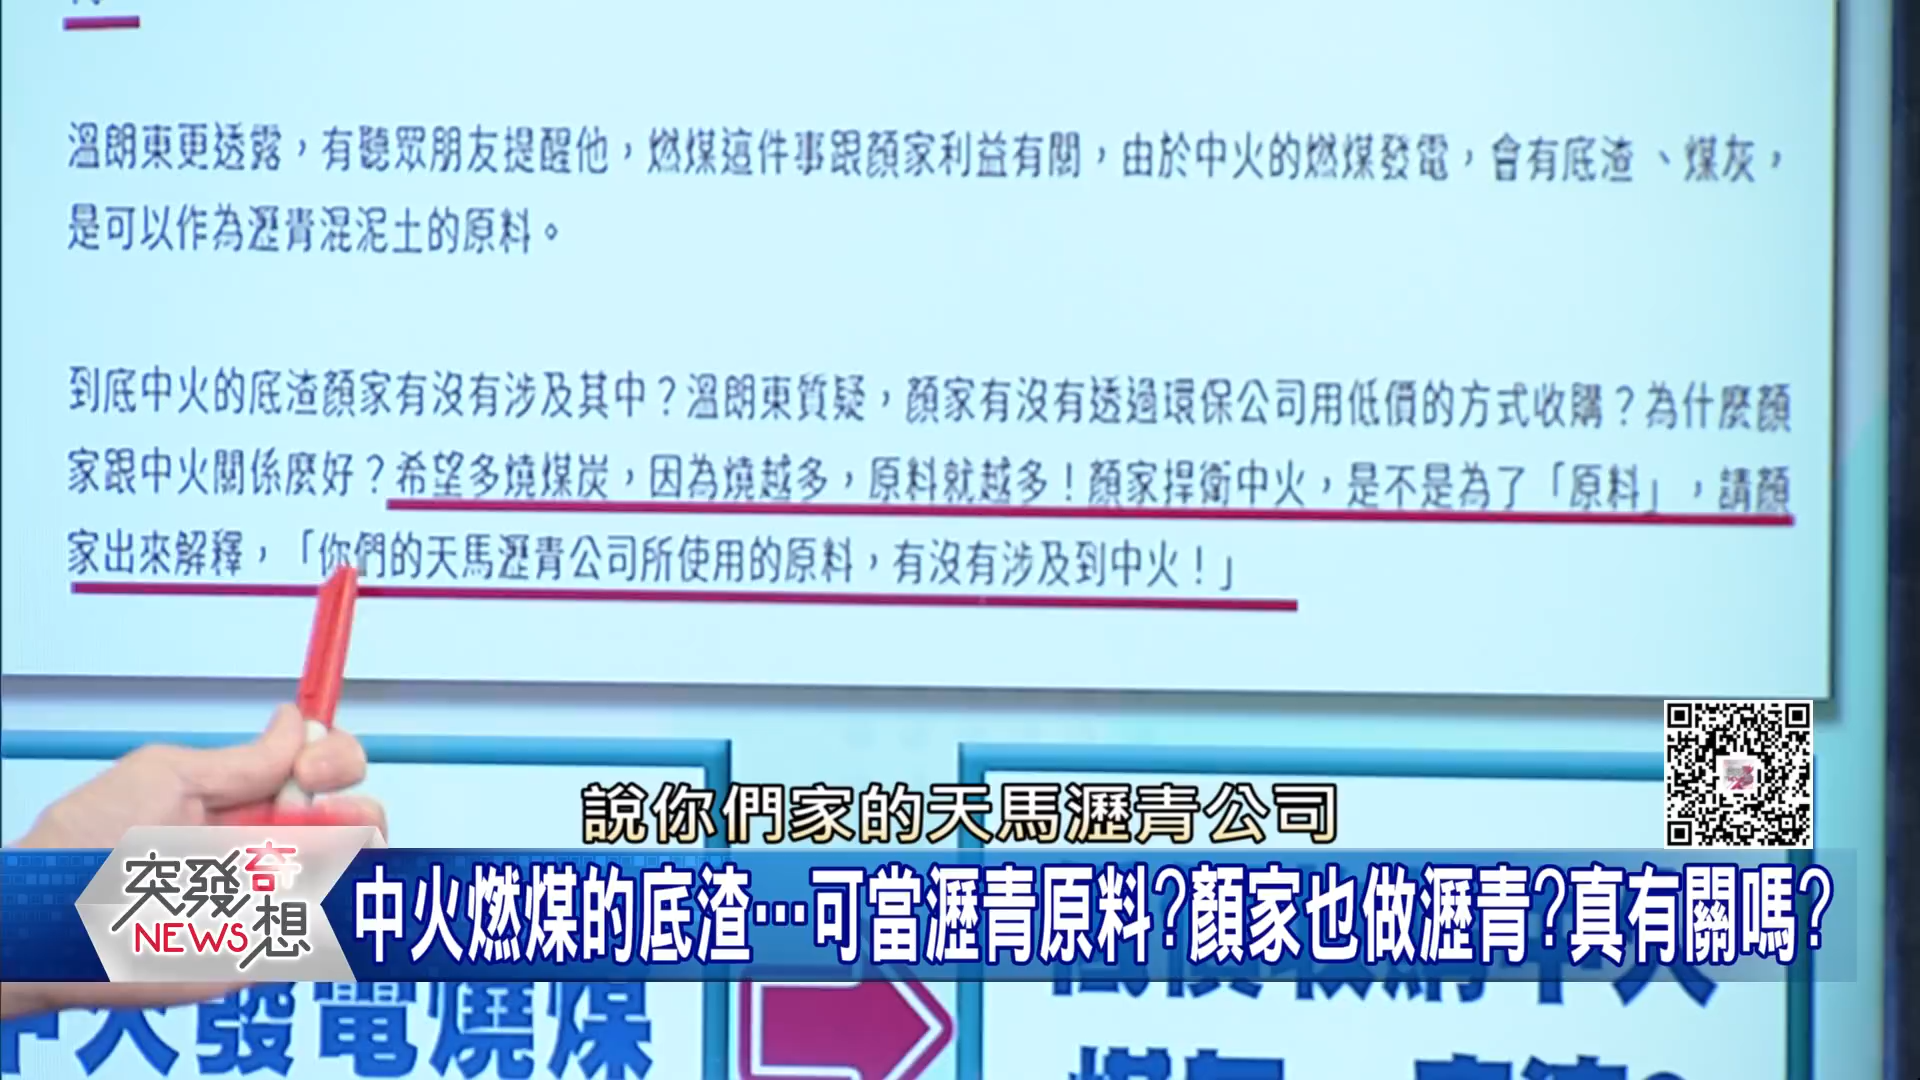 溫朗東更透露，有聽眾朋友提醒他，燃煤這件事跟顏家利益有關，由於中火的燃煤發電，會有底渣、煤灰，
是可以作為瀝青混泥土的原料。
到底中火的底渣顏家有沒有涉及其中？溫朗東質疑，顏家有沒有透過環保公司用低價的方式收購？為什麼顏
家跟中火關係麼好？希望多燒煤炭，因為燒越多，原料就越多！顏家捍衛中火，是不是為了「原料」，請顏
家出來解釋，「你們的天馬瀝青公司所使用的原料，有沒有涉及到中火！」
說你們家的天馬瀝青公司
突發奇想
NEWS
中火燃煤的底渣…可當瀝青原料?顏家也做瀝青?真有關嗎?
中火發電燒煤